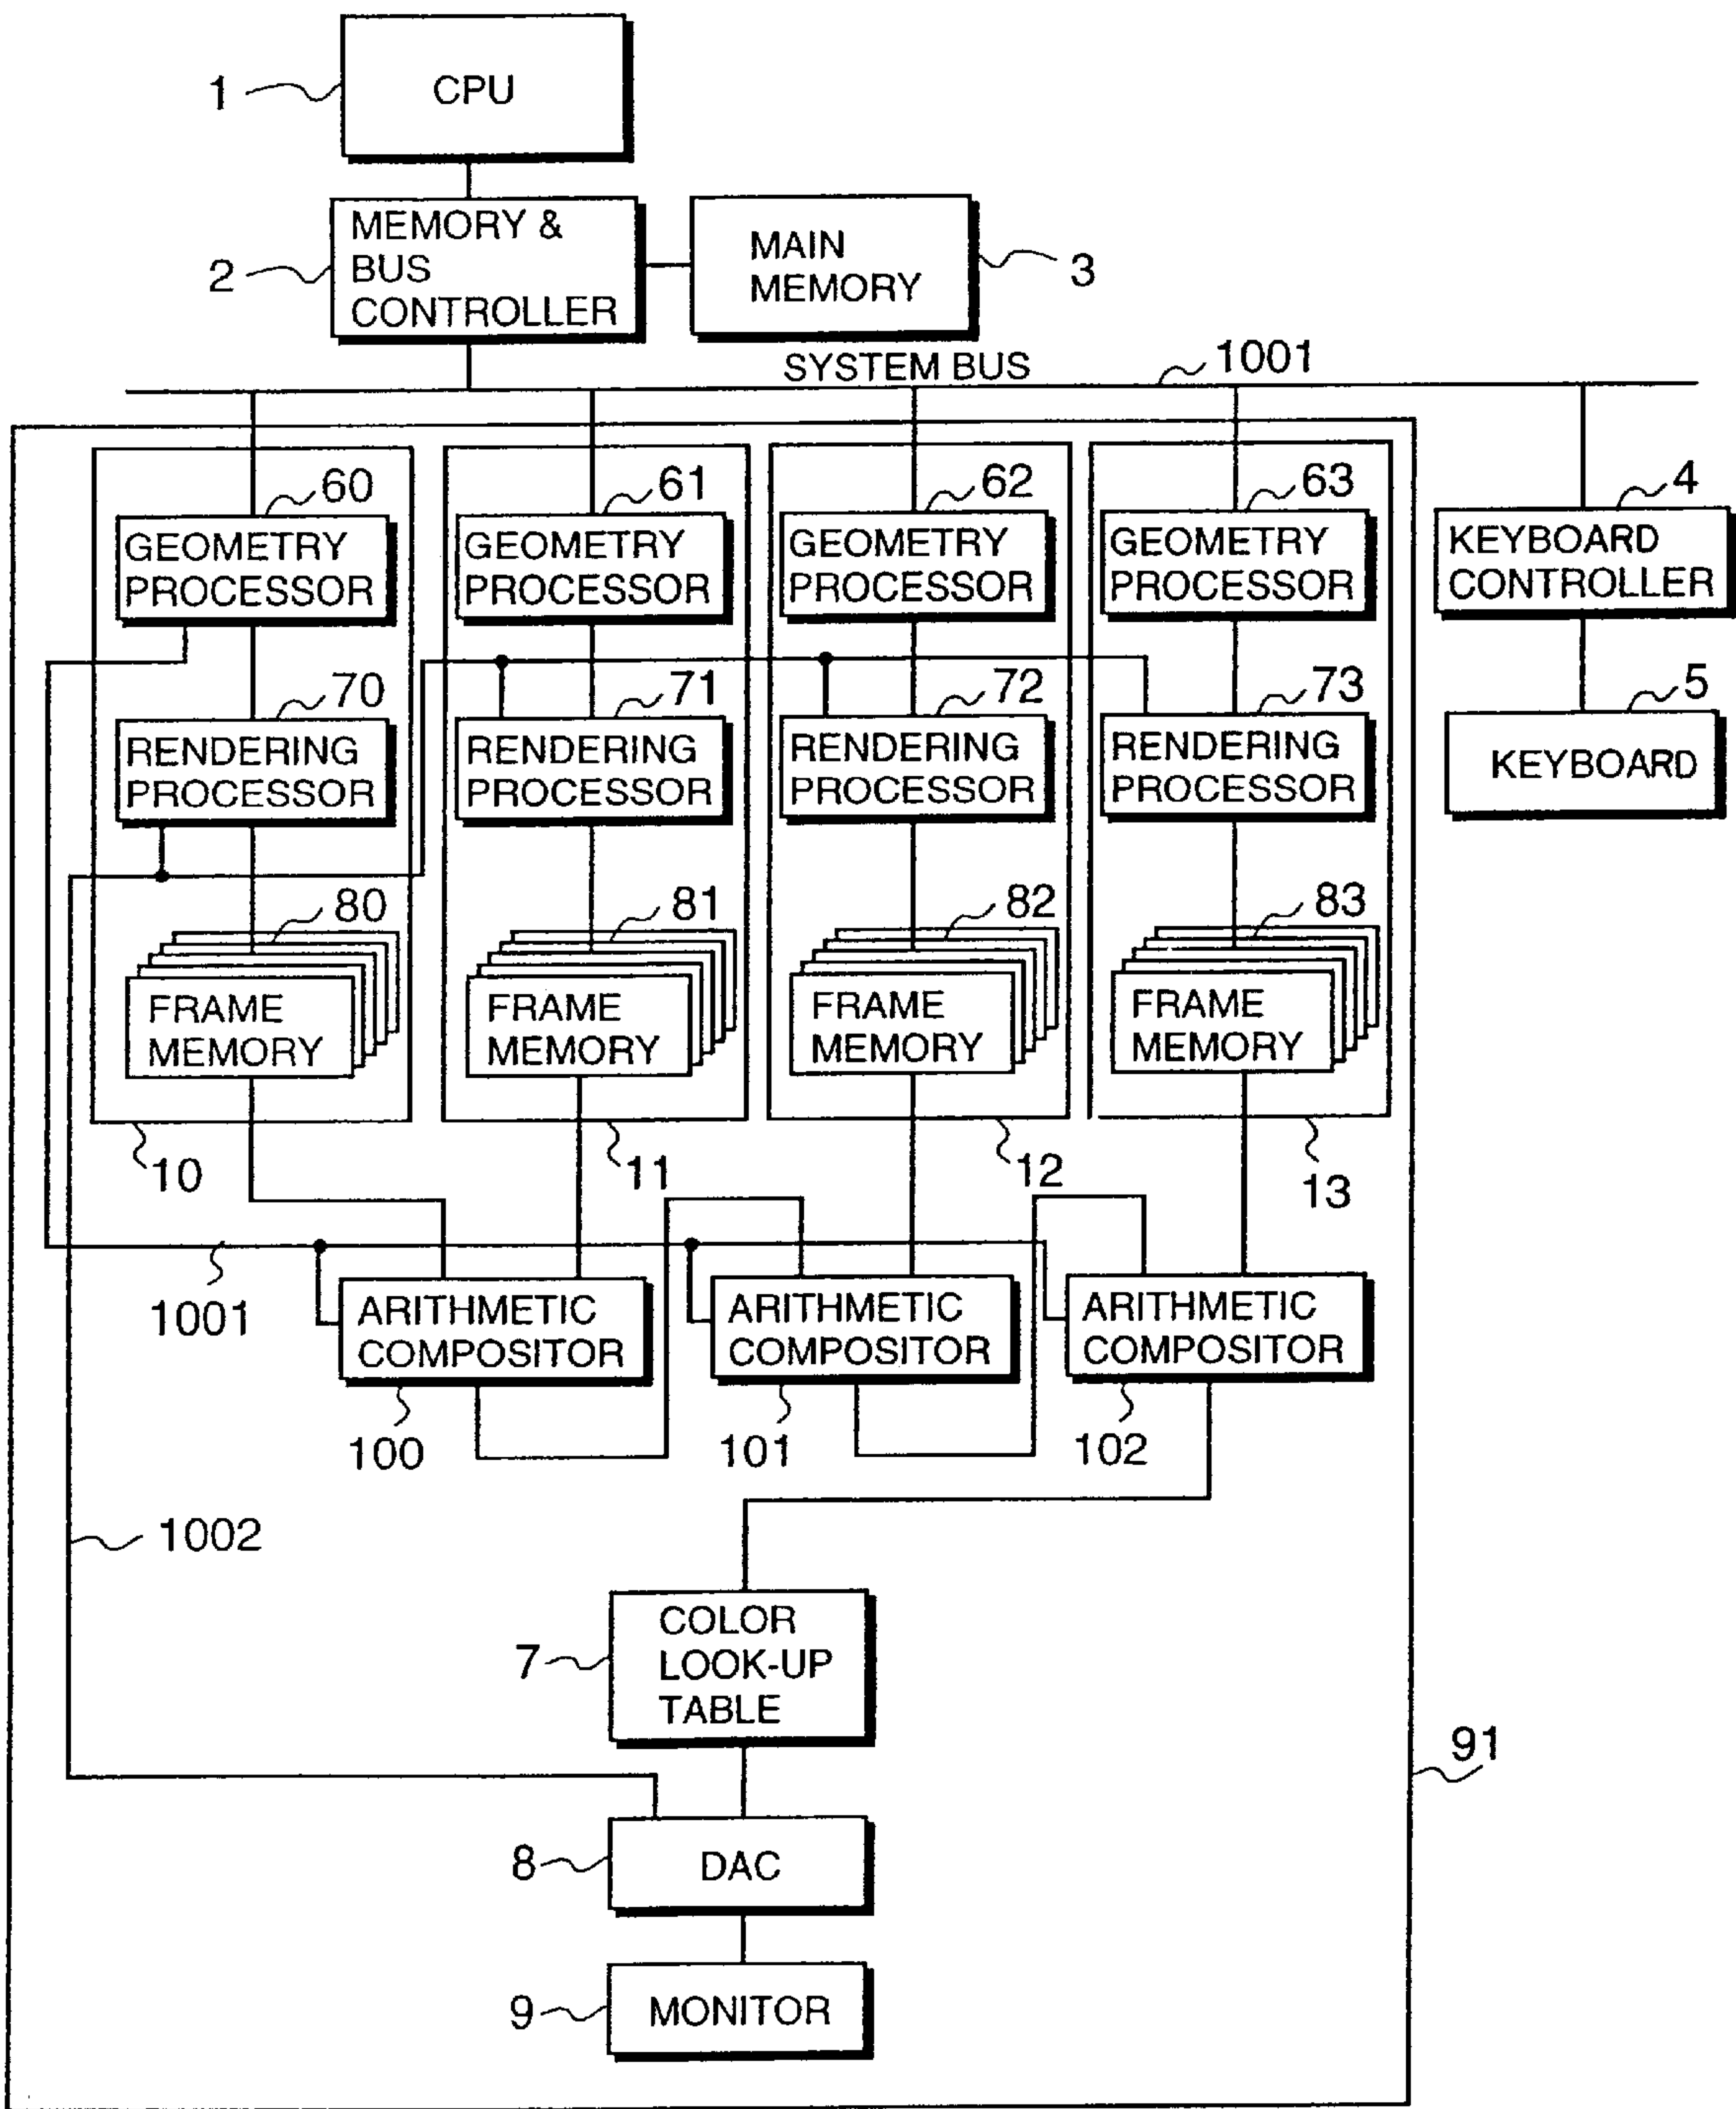 1
CPU
2
MEMORY &
BUS
CONTROLLER
MAIN
MEMORY
3
SYSTEM BUS
1001
60
GEOMETRY
PROCESSOR
61
GEOMETRY
PROCESSOR
62
GEOMETRY
PROCESSOR
63
GEOMETRY
PROCESSOR
4
KEYBOARD
CONTROLLER
70
RENDERING
PROCESSOR
71
RENDERING
PROCESSOR
72
RENDERING
PROCESSOR
73
RENDERING
PROCESSOR
5
KEYBOARD
80
FRAME
MEMORY
81
FRAME
MEMORY
82
FRAME
MEMORY
83
FRAME
MEMORY
10
11
12
13
1001
ARITHMETIC
COMPOSITOR
100
ARITHMETIC
COMPOSITOR
101
ARITHMETIC
COMPOSITOR
102
1002
7
COLOR
LOOK-UP
TABLE
91
8
DAC
9
MONITOR